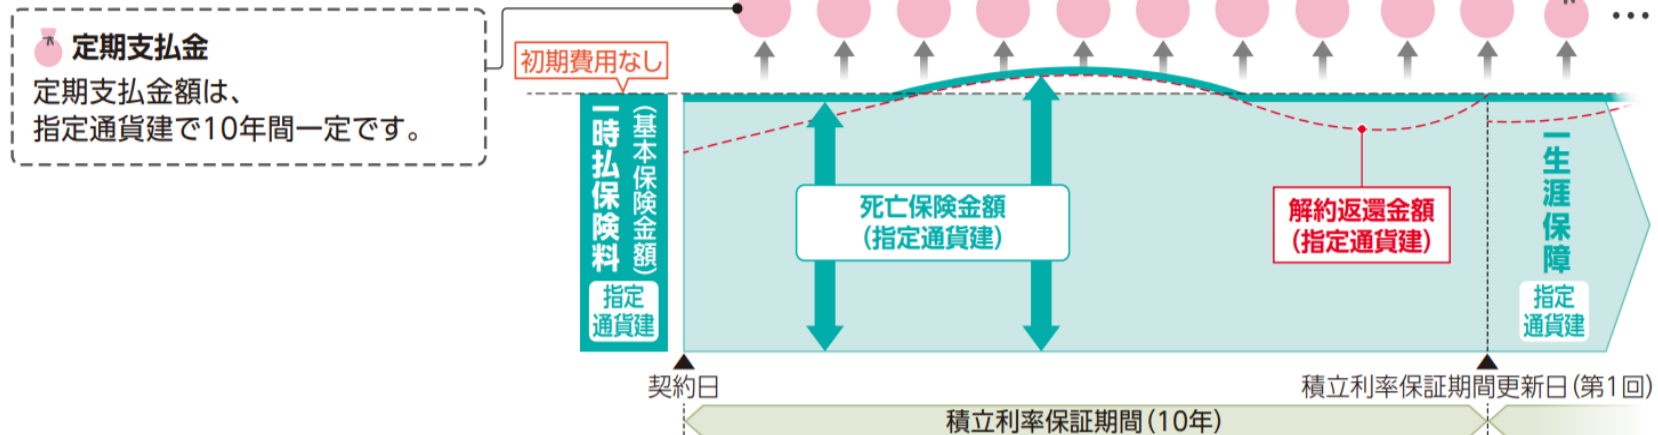 定期支払金
定期支払金額は、
指定通貨建で10年間一定です。
初期費用なし
一時払保険料
(基本保険金額)
指定
通貨建
死亡保険金額
(指定通貨建)
解約返還金額
(指定通貨建)
一生涯保障
指定
通貨建
…
契約日
積立利率保証期間更新日(第1回)
積立利率保証期間(10年)